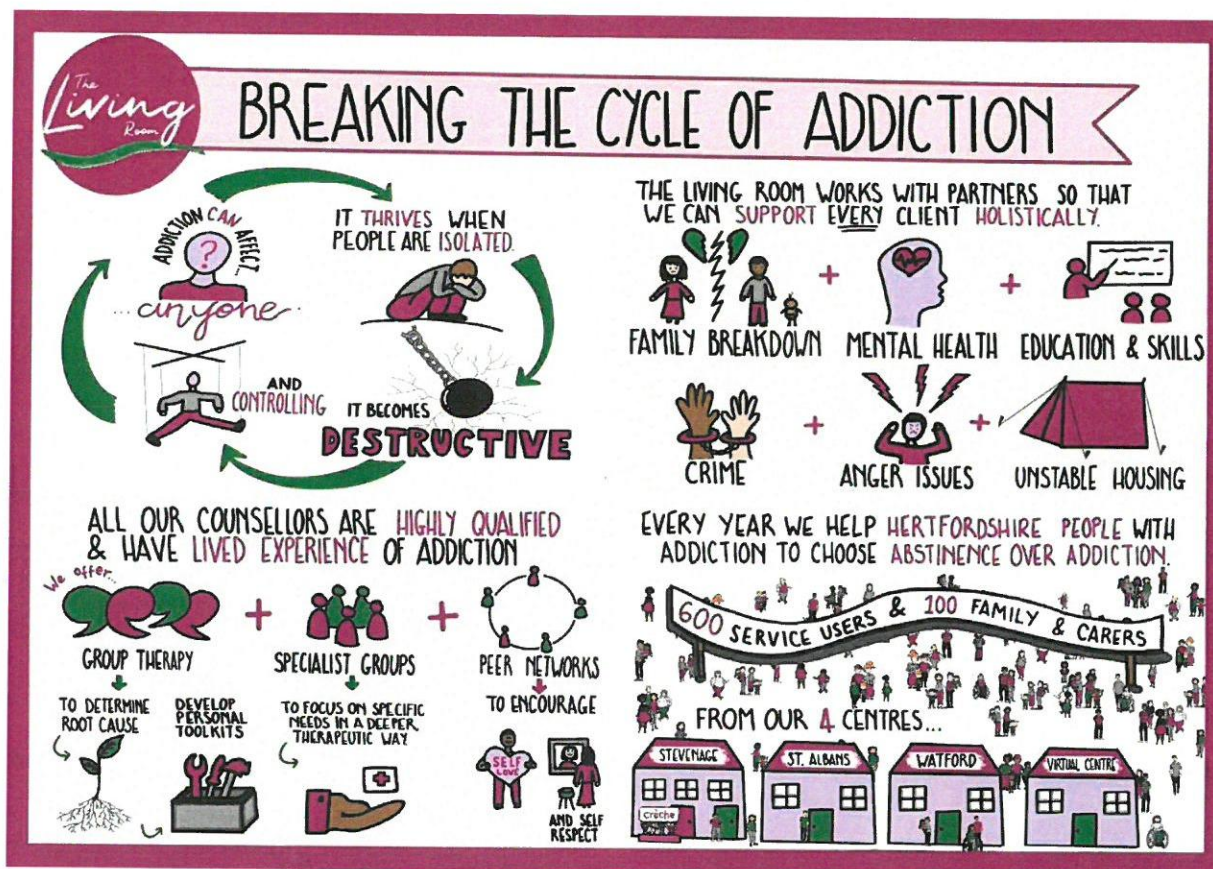 The
Living
Room
BREAKING THE CYCLE OF ADDICTION
ADDICTION CAN AFFECT...
?
...anyone...
IT THRIVES WHEN
PEOPLE ARE ISOLATED.
IT BECOMES
DESTRUCTIVE
AND
CONTROLLING
THE LIVING ROOM WORKS WITH PARTNERS SO THAT
WE CAN SUPPORT EVERY CLIENT HOLISTICALLY.
+
+
FAMILY BREAKDOWN
MENTAL HEALTH
EDUCATION & SKILLS
+
+
CRIME
ANGER ISSUES
UNSTABLE HOUSING
ALL OUR COUNSELLORS ARE HIGHLY QUALIFIED
& HAVE LIVED EXPERIENCE OF ADDICTION
We offer...
+
+
GROUP THERAPY
SPECIALIST GROUPS
PEER NETWORKS
TO DETERMINE
ROOT CAUSE
DEVELOP
PERSONAL
TOOLKITS
TO FOCUS ON SPECIFIC
NEEDS IN A DEEPER
THERAPEUTIC WAY
TO ENCOURAGE
SELF
LOVE
AND SELF
RESPECT
EVERY YEAR WE HELP HERTFORDSHIRE PEOPLE WITH
ADDICTION TO CHOOSE ABSTINENCE OVER ADDICTION.
600 SERVICE USERS & 100 FAMILY & CARERS
FROM OUR 4 CENTRES...
STEVENAGE
ST. ALBANS
WATFORD
VIRTUAL CENTRE
crèche